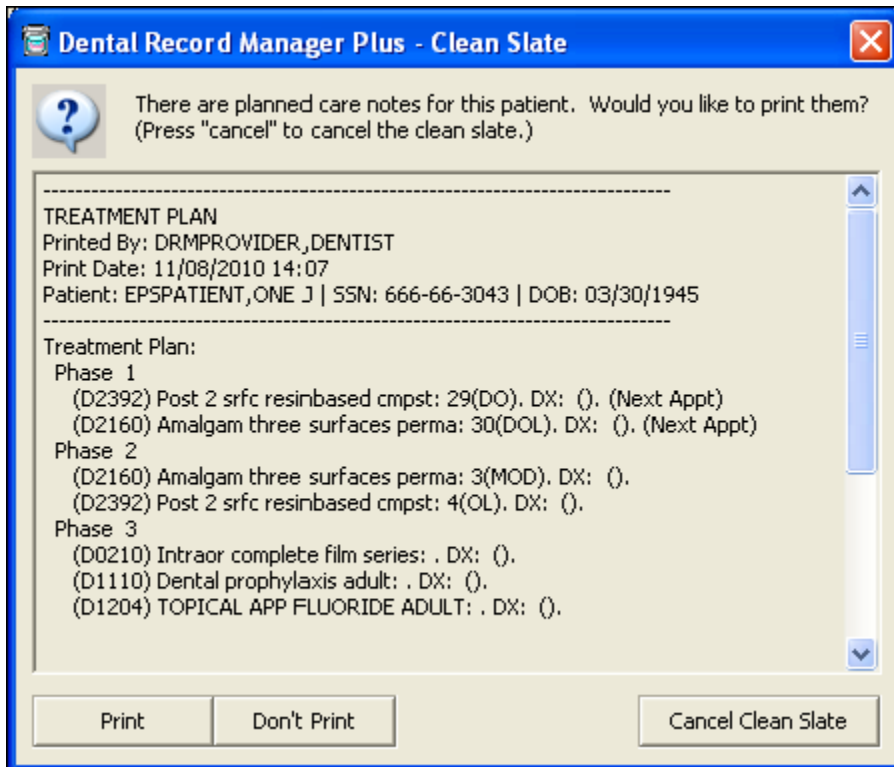 Dental Record Manager Plus - Clean Slate
There are planned care notes for this patient. Would you like to print them?
(Press "cancel" to cancel the clean slate.)
------------------------------------------------------------------------------
TREATMENT PLAN
Printed By: DRMPROVIDER,DENTIST
Print Date: 11/08/2010 14:07
Patient: EPSPATIENT,ONE J | SSN: 666-66-3043 | DOB: 03/30/1945
------------------------------------------------------------------------------
Treatment Plan:
Phase 1
(D2392) Post 2 srfc resinbased cmpst: 29(DO). DX: (). (Next Appt)
(D2160) Amalgam three surfaces perma: 30(DOL). DX: (). (Next Appt)
Phase 2
(D2160) Amalgam three surfaces perma: 3(MOD). DX: ().
(D2392) Post 2 srfc resinbased cmpst: 4(OL). DX: ().
Phase 3
(D0210) Intraor complete film series: . DX: ().
(D1110) Dental prophylaxis adult: . DX: ().
(D1204) TOPICAL APP FLUORIDE ADULT: . DX: ().
Print Don't Print Cancel Clean Slate